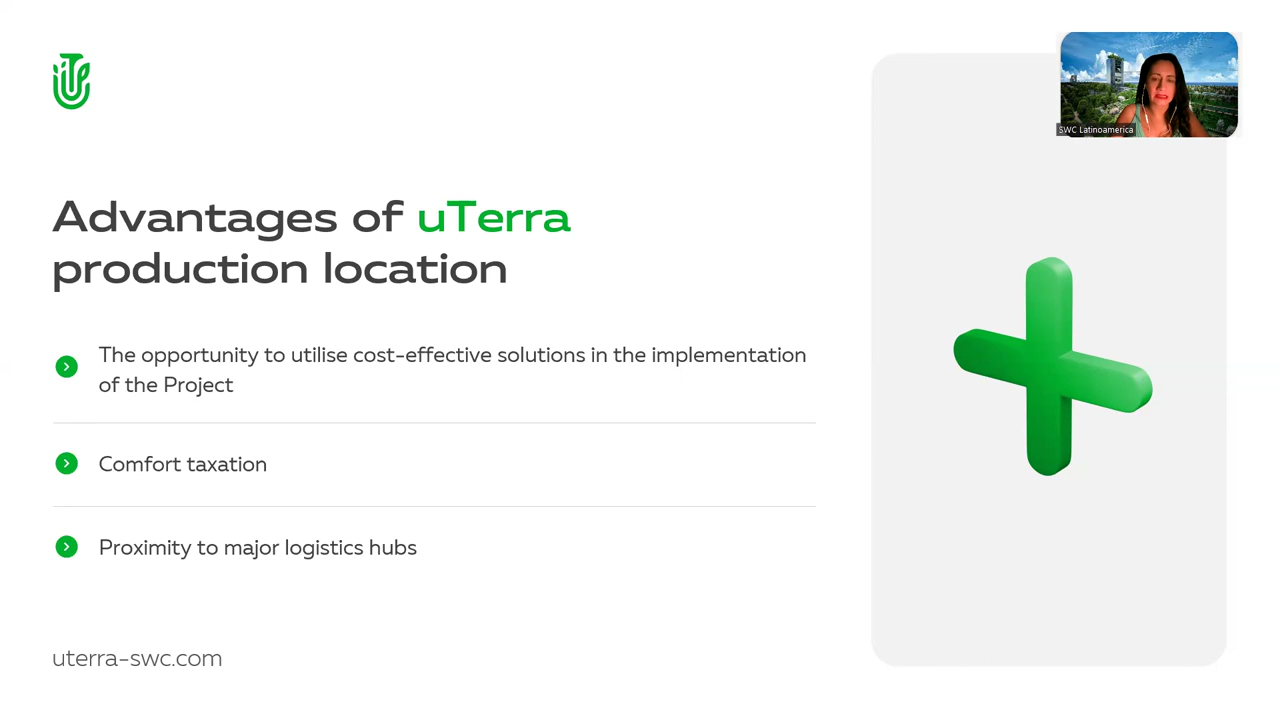 SWC Latinoamerica
Advantages of uTerra
production location
The opportunity to utilise cost-effective solutions in the implementation
of the Project
Comfort taxation
Proximity to major logistics hubs
uterra-swc.com